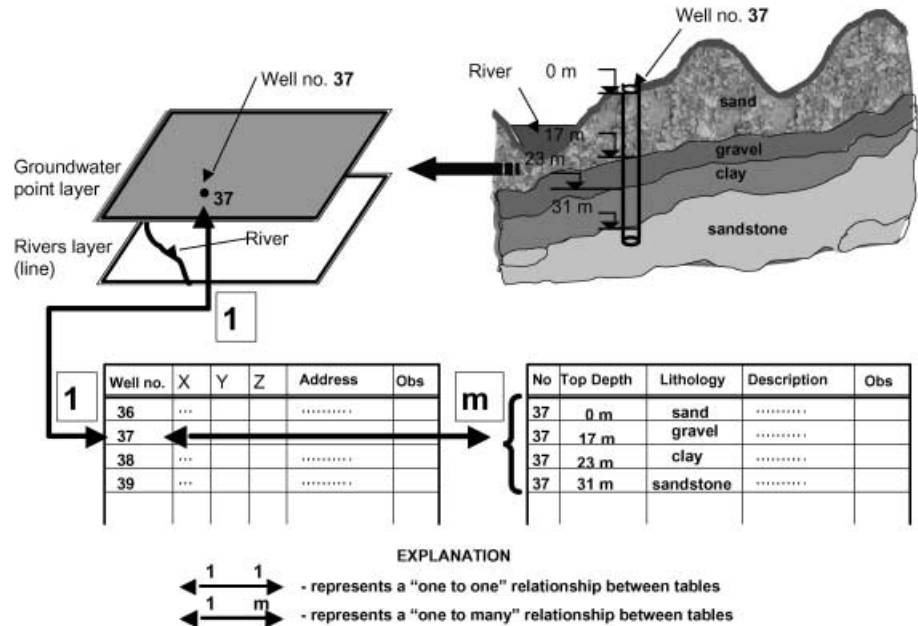 Well no. 37
River
0 m
sand
17 m
gravel
23 m
clay
31 m
sandstone
Well no. 37
Groundwater
point layer
37
Rivers layer
(line)
River
1
1
m
Well no. X Y Z Address Obs
36 ... ..........
37
38 ... ..........
39 ... ..........
No Top Depth Lithology Description Obs
37 0 m sand .........
37 17 m gravel .........
37 23 m clay .........
37 31 m sandstone .........
EXPLANATION
1 1 - represents a “one to one” relationship between tables
1 m - represents a “one to many” relationship between tables